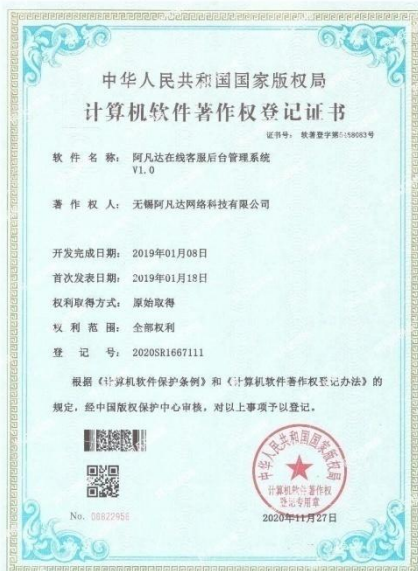 中华人民共和国国家版权局
计算机软件著作权登记证书
证书号： 软著登字第
软 件 名 称： 阿凡达在线客服后台管理系统
V1.0
著 作 权 人： 无锡阿凡达网络科技有限公司
开发完成日期： 2019年01月08日
首次发表日期： 2019年01月18日
权利取得方式： 原始取得
权 利 范 围： 全部权利
登 记 号： 2020SR1667111
根据《计算机软件保护条例》和《计算机软件著作权登记办法》的
规定，经中国版权保护中心审核，对以上事项予以登记。
中华人民共和国国家版权局
计算机软件著作权
登记专用章
No.
2020年11月27日